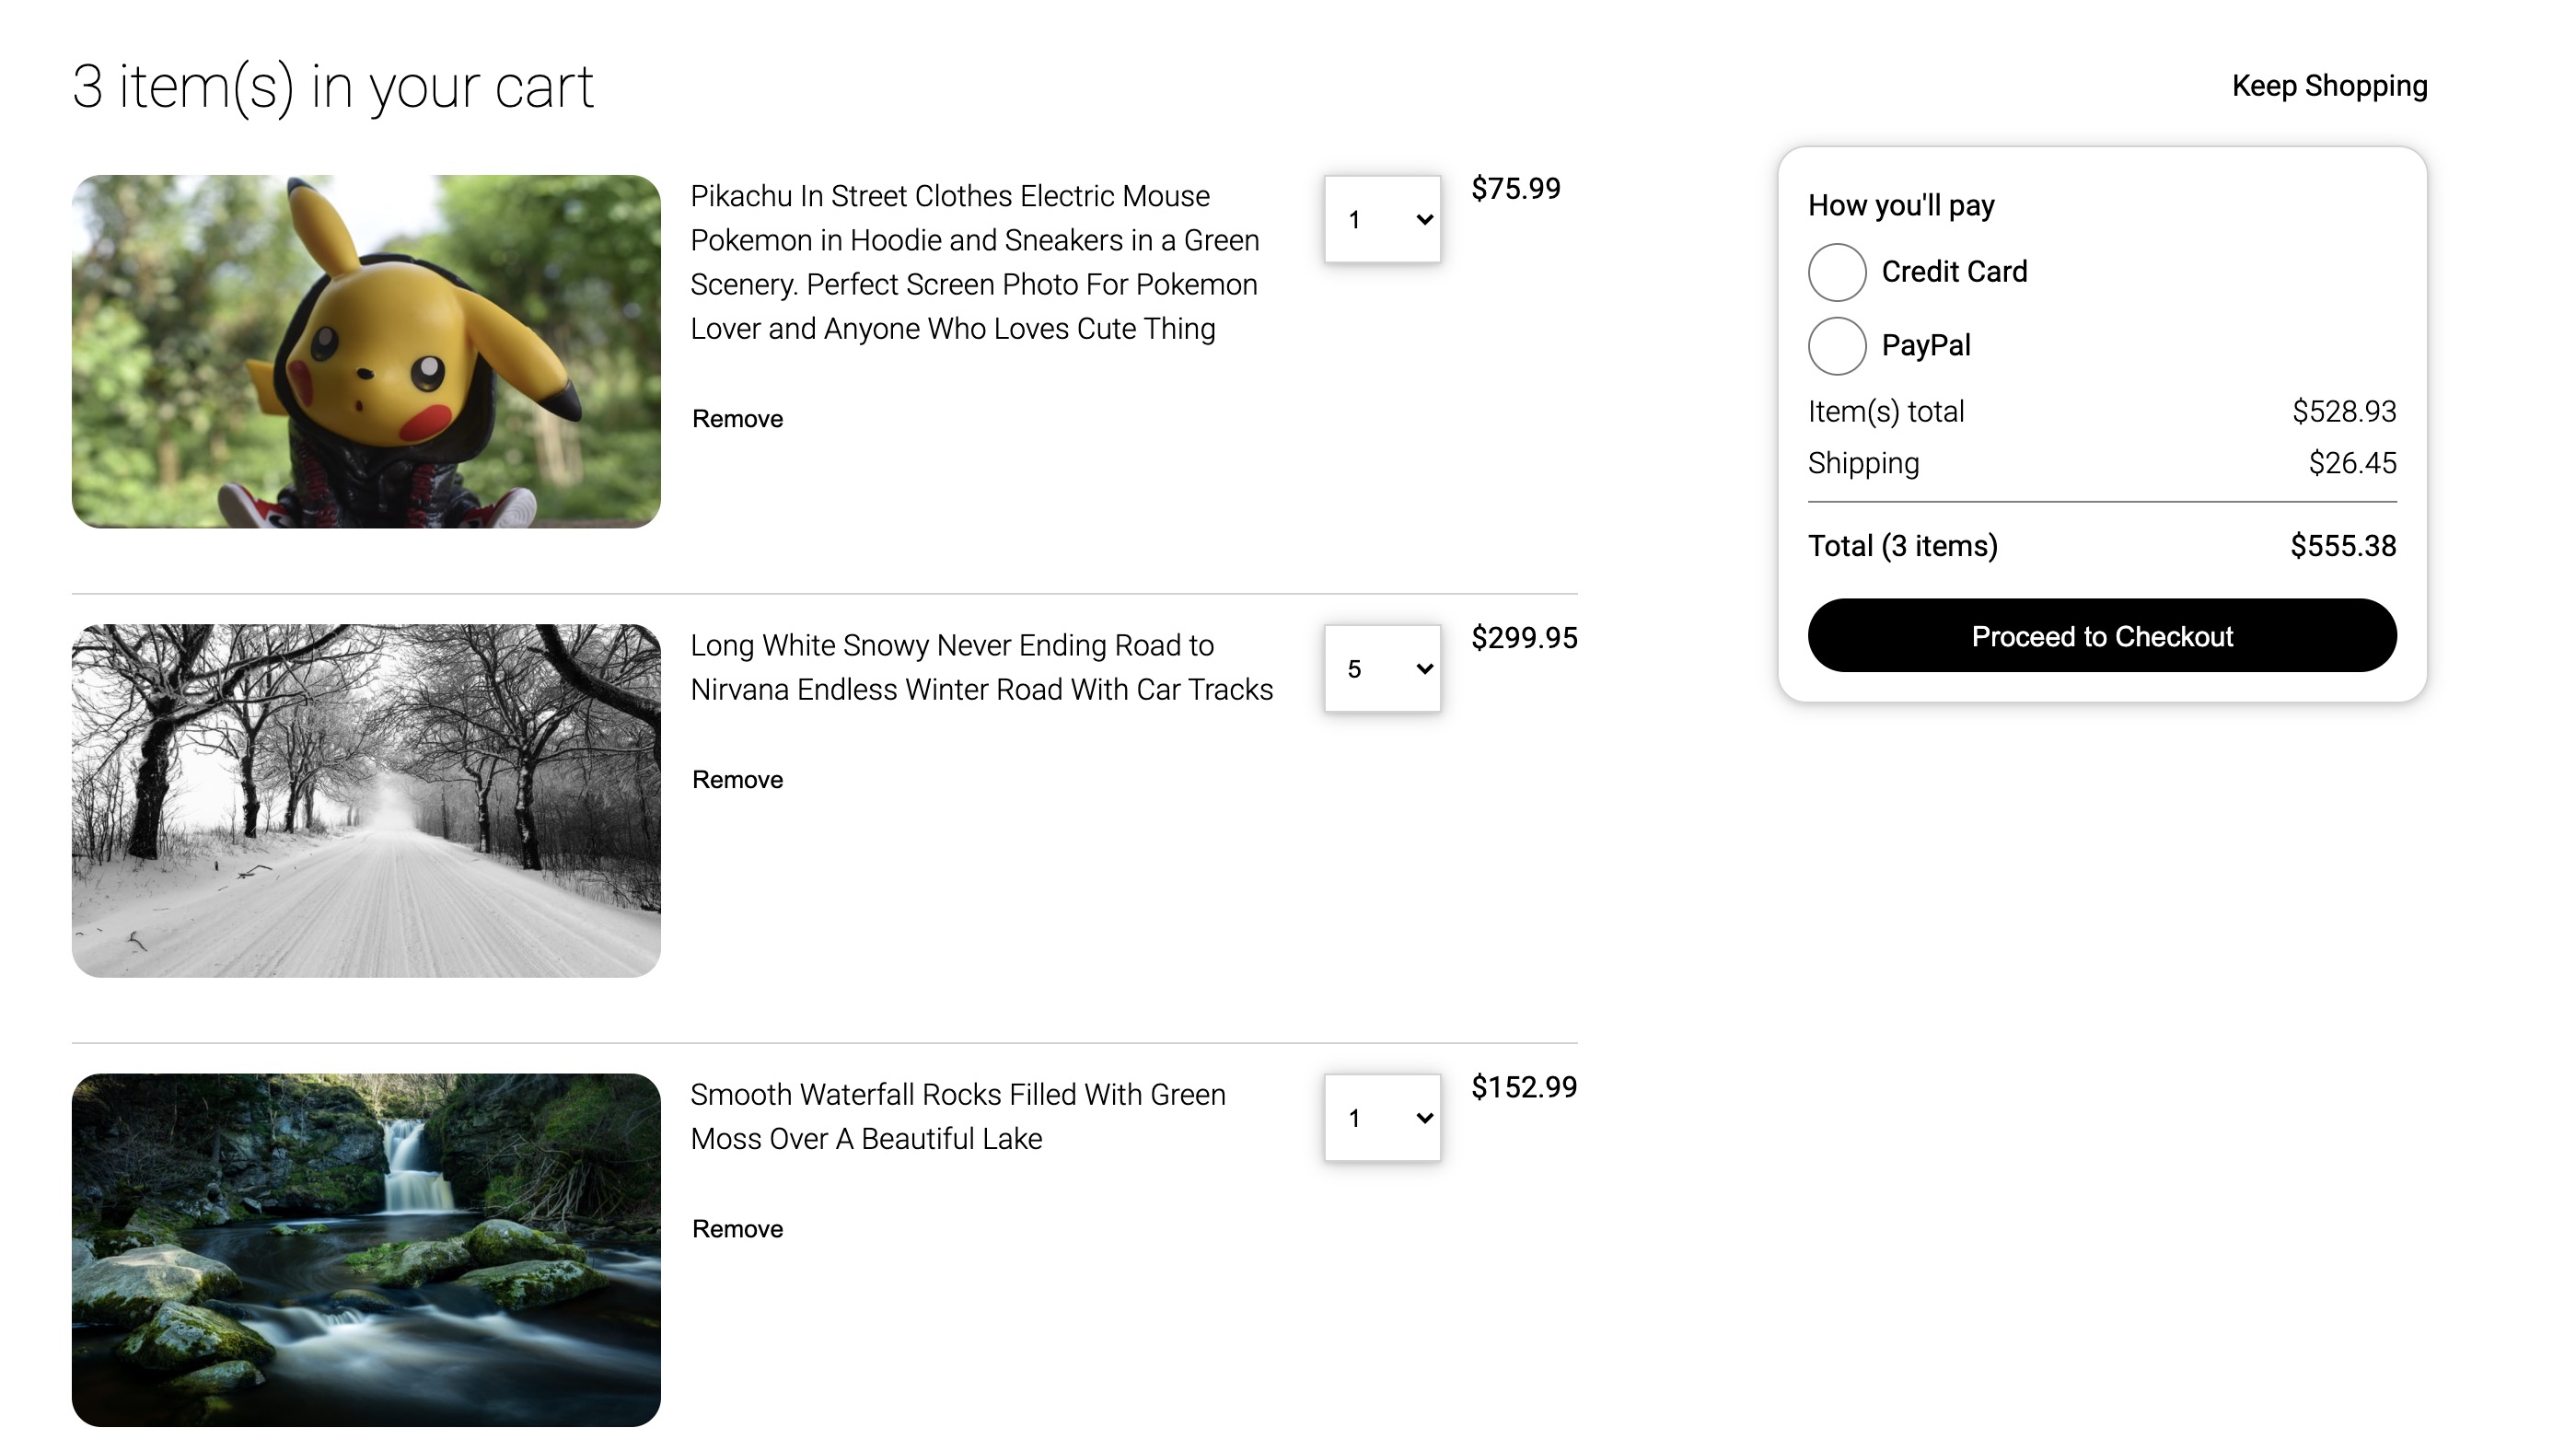 3 item(s) in your cart
Keep Shopping
Pikachu In Street Clothes Electric Mouse
Pokemon in Hoodie and Sneakers in a Green
Scenery. Perfect Screen Photo For Pokemon
Lover and Anyone Who Loves Cute Thing
1
$75.99
Remove
Long White Snowy Never Ending Road to
Nirvana Endless Winter Road With Car Tracks
5
$299.95
Remove
Smooth Waterfall Rocks Filled With Green
Moss Over A Beautiful Lake
1
$152.99
Remove
How you'll pay
Credit Card
PayPal
Item(s) total $528.93
Shipping $26.45
Total (3 items) $555.38
Proceed to Checkout